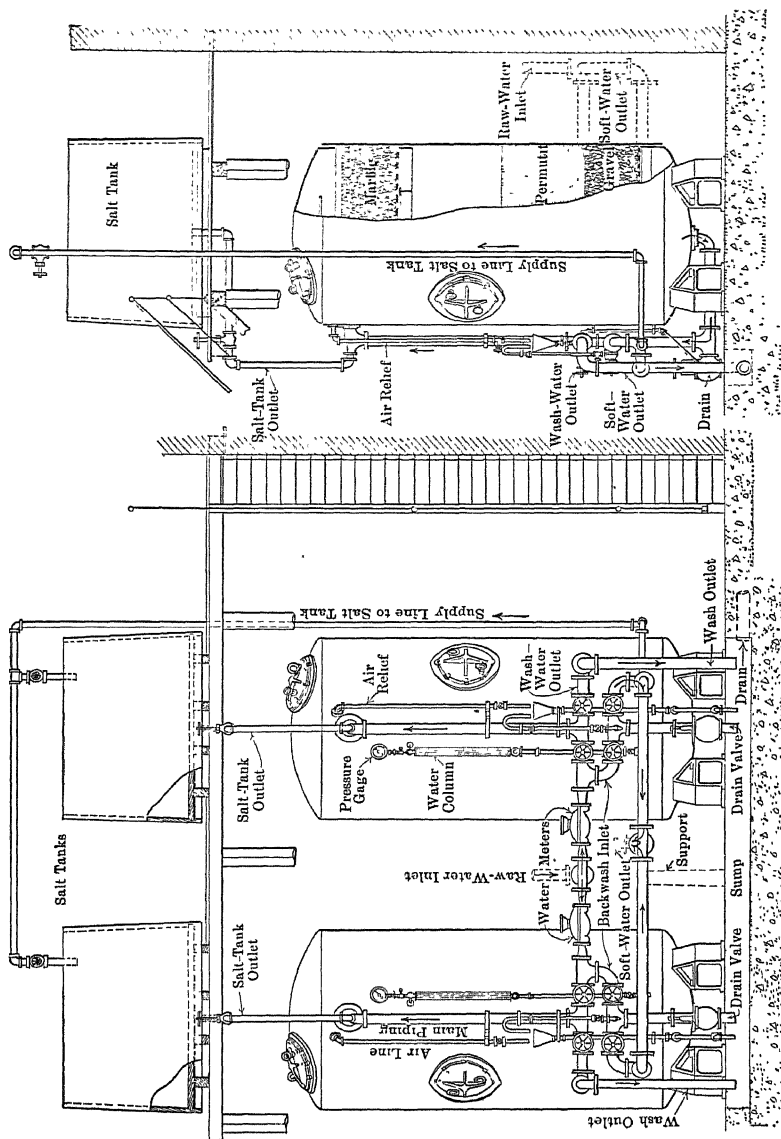 Salt Tank
Supply Line to Salt Tank
Salt-Tank
Outlet
Air Relief
Wash-Water
Outlet
Soft-
Water
Outlet
Drain
Marble
Permutit
Gravel
Raw-Water
Inlet
Soft-Water
Outlet
Salt Tanks
Salt-Tank
Outlet
Salt-Tank
Outlet
Supply Line to Salt Tank
Air
Relief
Pressure
Gage
Water
Column
Wash-
Water
Outlet
Raw-Water Inlet
Water Meters
Backwash Inlet
Soft-Water Outlet
Main Piping
Air Line
Support
Wash Outlet
Drain
Drain Valve
Sump
Drain Valve
Wash Outlet